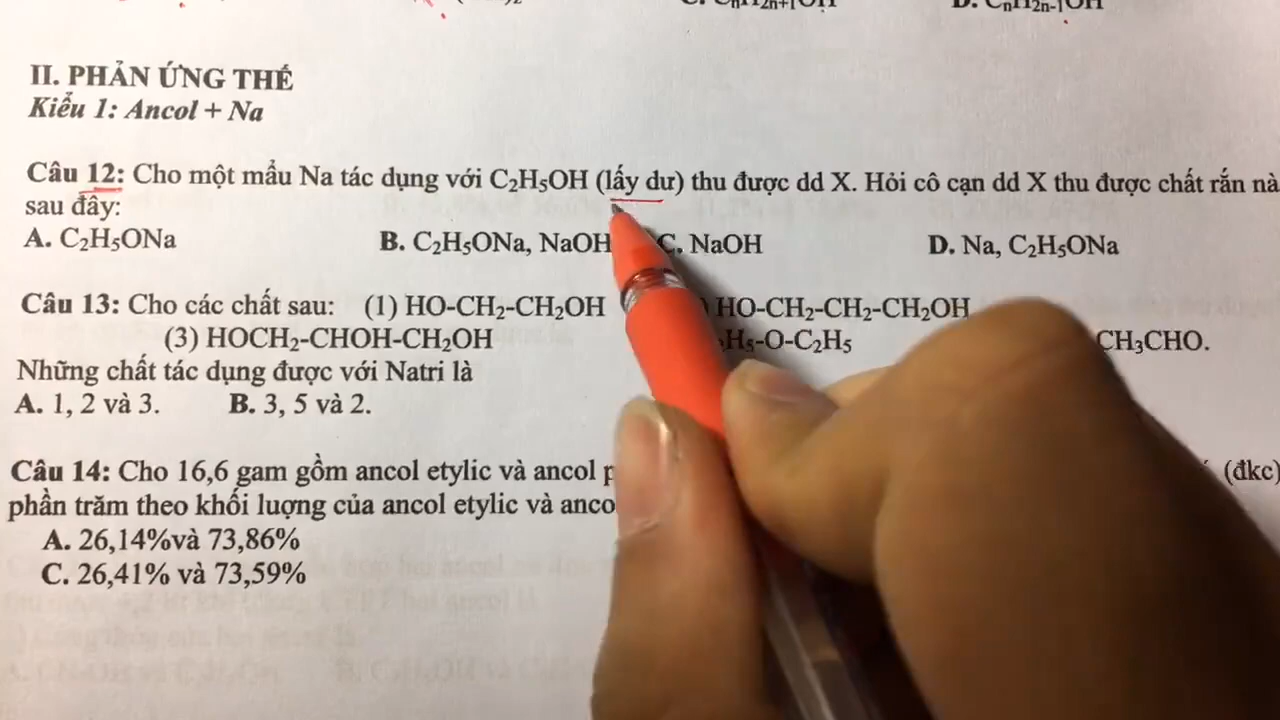 II. PHẢN ỨNG THẾ
Kiểu 1: Ancol + Na
Câu 12: Cho một mẩu Na tác dụng với C₂H₅OH (lấy dư) thu được dd X. Hỏi cô cạn dd X thu được chất rắn
sau đây:
A. C₂H₅ONa B. C₂H₅ONa, NaOH C. NaOH D. Na, C₂H₅ONa
Câu 13: Cho các chất sau: (1) HO-CH₂-CH₂OH HO-CH₂-CH₂-CH₂OH
(3) HOCH₂-CHOH-CH₂OH H₅-O-C₂H₅ CH₃CHO.
Những chất tác dụng được với Natri là
A. 1, 2 và 3. B. 3, 5 và 2.
Câu 14: Cho 16,6 gam gồm ancol etylic và ancol (đkc)
phần trăm theo khối luợng của ancol etylic và
A. 26,14%và 73,86%
C. 26,41% và 73,59%